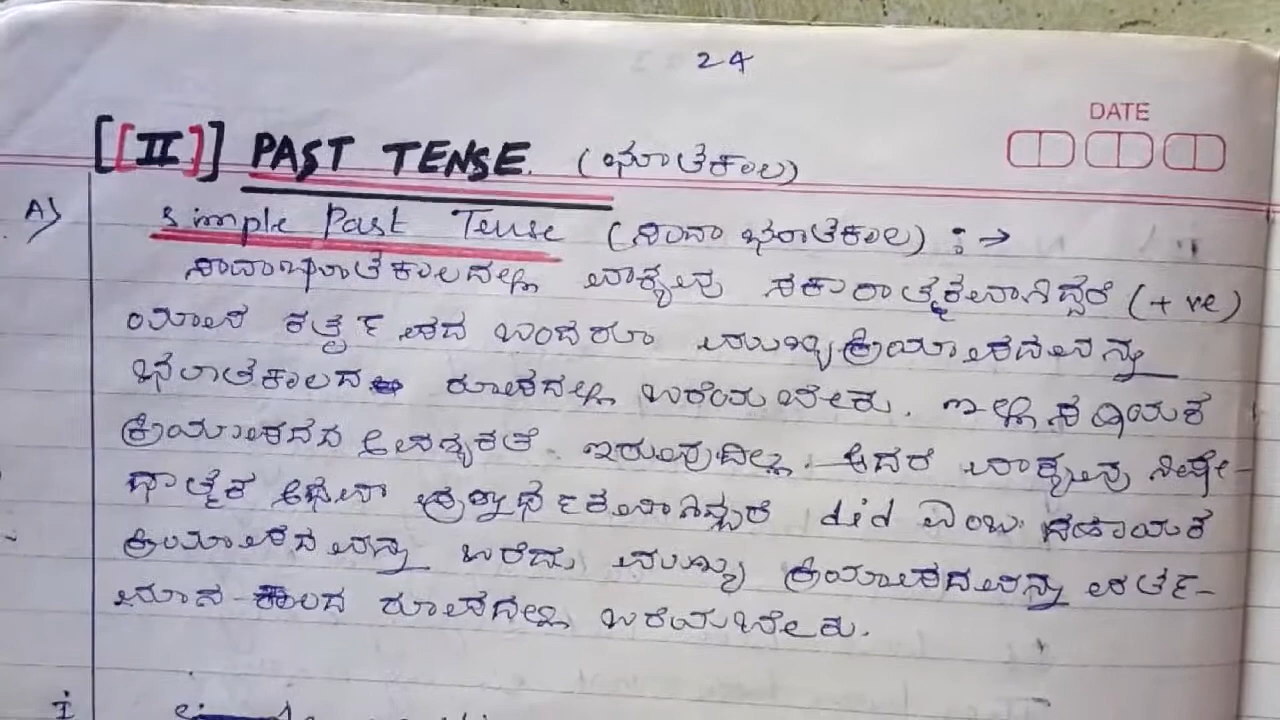 24
DATE
[[II]] PAST TENSE. (ಭೂತಕಾಲ)
A) Simple Past Tense (ಸಾದಾ ಭೂತಕಾಲ) : →
ಸಾದಾಭೂತಕಾಲದಲ್ಲಿ ವಾಕ್ಯವು ಸಕಾರಾತ್ಮಕವಾಗಿದ್ದರೆ (+ve)
ಯಾವ ಕರ್ತೃ ಪದ ಬಂದರೂ ಮುಖ್ಯಕ್ರಿಯಾಪದವನ್ನು
ಭೂತಕಾಲದ ರೂಪದಲ್ಲಿ ಬರೆಯಬೇಕು. ಇಲ್ಲಿ ಸಹಾಯಕ
ಕ್ರಿಯಾಪದದ ಅವಶ್ಯಕತೆ ಇರುವುದಿಲ್ಲ. ಆದರೆ ವಾಕ್ಯವು ನಿಷೇ-
ಧಾತ್ಮಕ ಅಥವಾ ಪ್ರಶ್ನಾರ್ಥಕವಾಗಿದ್ದರೆ did ಎಂಬ ಸಹಾಯಕ
ಕ್ರಿಯಾಪದವನ್ನು ಬರೆದು, ಮುಖ್ಯ ಕ್ರಿಯಾಪದವನ್ನು ವರ್ತ-
ಮಾನ ಕಾಲದ ರೂಪದಲ್ಲಿ ಬರೆಯಬೇಕು.
i